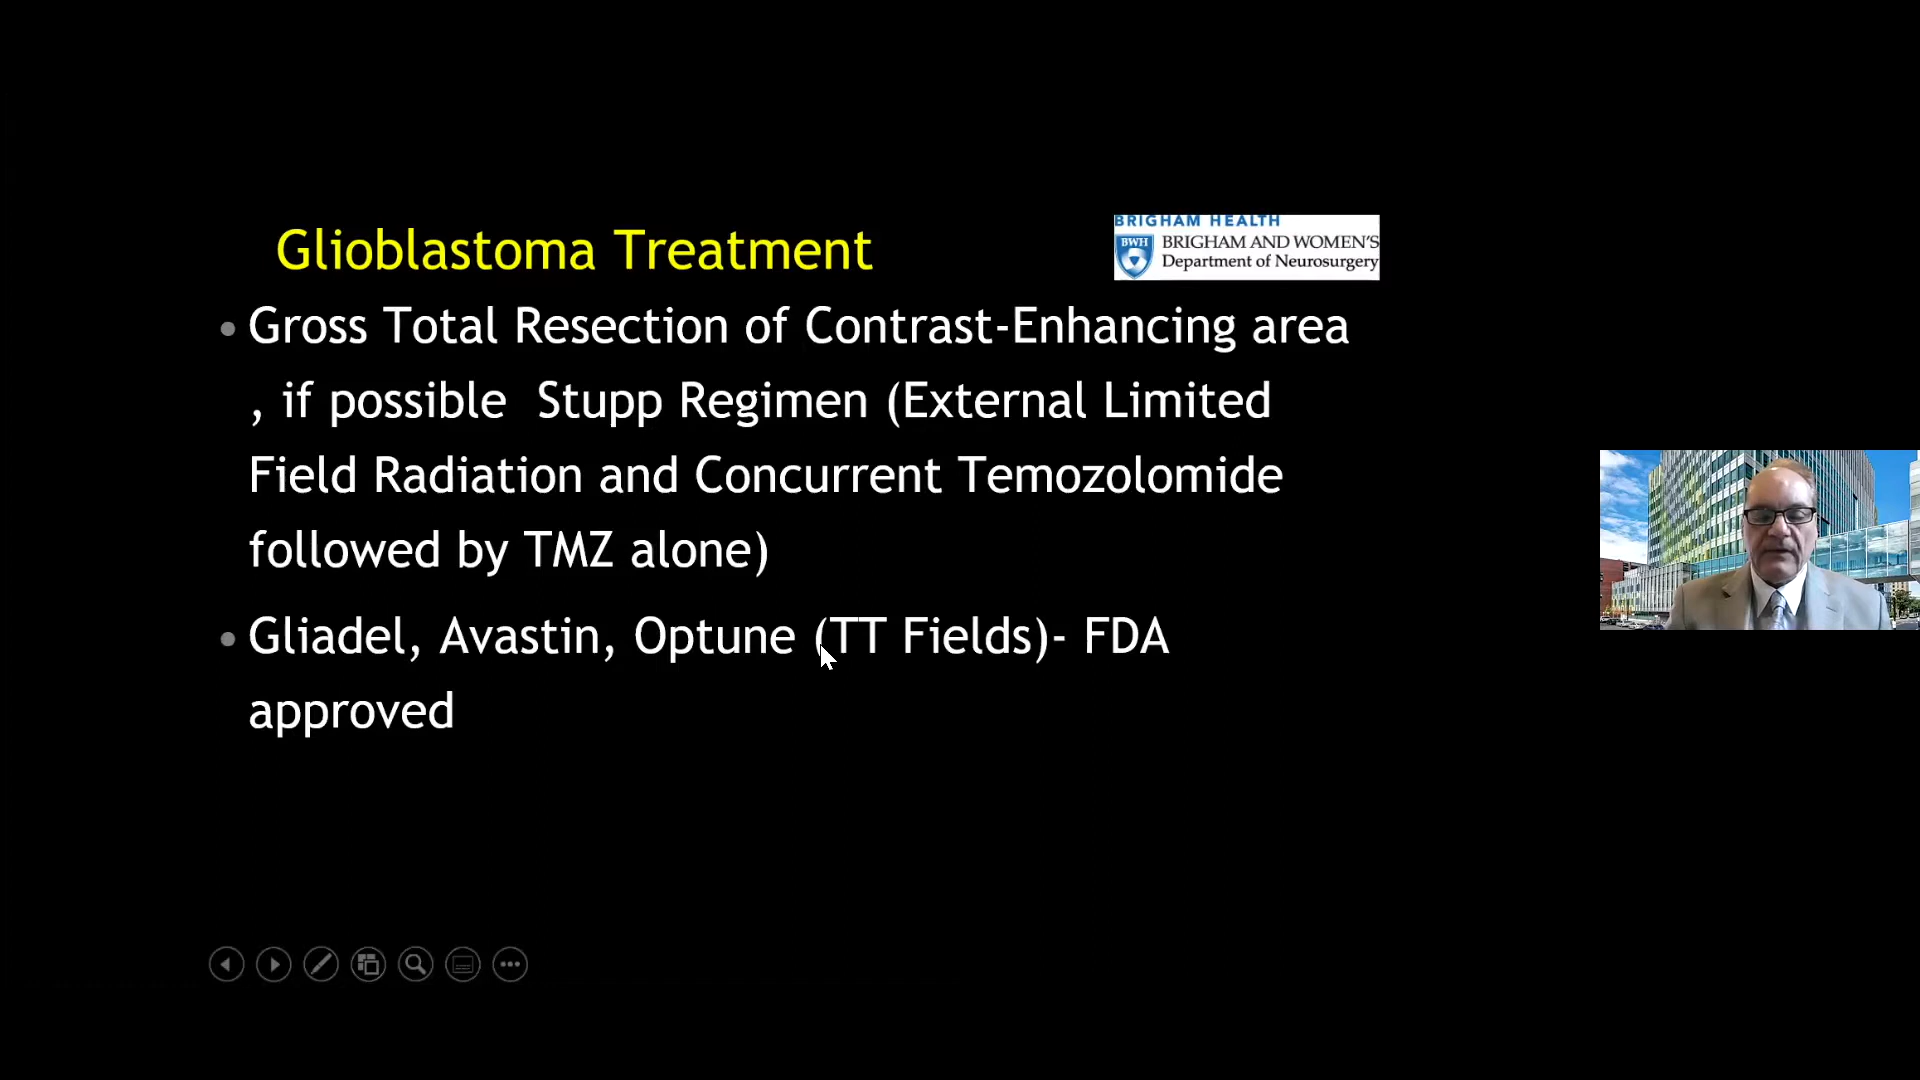 Glioblastoma Treatment
BRIGHAM HEALTH
BWH
BRIGHAM AND WOMEN'S
Department of Neurosurgery
• Gross Total Resection of Contrast-Enhancing area
, if possible  Stupp Regimen (External Limited
Field Radiation and Concurrent Temozolomide
followed by TMZ alone)
• Gliadel, Avastin, Optune (TT Fields)- FDA
approved